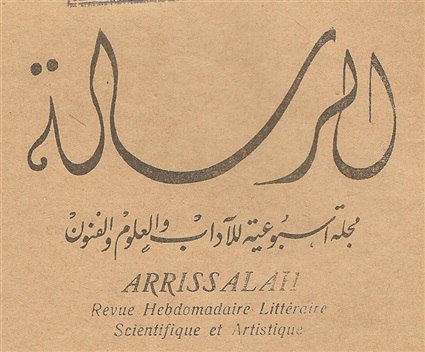 الرسالة
مجلة أسبوعية للآداب والعلوم والفنون
ARRISSALAH
Revue Hebdomadaire Littéraire
Scientifique et Artistique